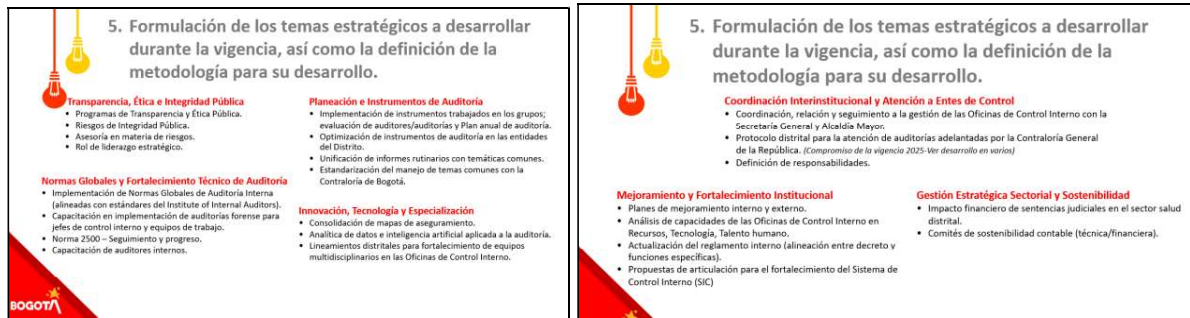 5. Formulación de los temas estratégicos a desarrollar
durante la vigencia, así como la definición de la
metodología para su desarrollo.
Transparencia, Ética e Integridad Pública
• Programas de Transparencia y Ética Pública.
• Riesgos de Integridad Pública.
• Asesoría en materia de riesgos.
• Rol de liderazgo estratégico.
Normas Globales y Fortalecimiento Técnico de Auditoría
• Implementación de Normas Globales de Auditoría Interna
(alineadas con estándares del Institute of Internal Auditors).
• Capacitación en implementación de auditorías forense para
jefes de control interno y equipos de trabajo.
• Norma 2500 – Seguimiento y progreso.
• Capacitación de auditores internos.
Planeación e Instrumentos de Auditoría
• Implementación de instrumentos trabajados en los grupos;
evaluación de auditores/auditorías y Plan anual de auditoría.
• Optimización de instrumentos de auditoría en las entidades
del Distrito.
• Unificación de informes rutinarios con temáticas comunes.
• Estandarización del manejo de temas comunes con la
Contraloría de Bogotá.
Innovación, Tecnología y Especialización
• Consolidación de mapas de aseguramiento.
• Analítica de datos e inteligencia artificial aplicada a la auditoría.
• Lineamientos distritales para fortalecimiento de equipos
multidisciplinarios en las Oficinas de Control Interno.
BOGOTÁ
5. Formulación de los temas estratégicos a desarrollar
durante la vigencia, así como la definición de la
metodología para su desarrollo.
Coordinación Interinstitucional y Atención a Entes de Control
• Coordinación, relación y seguimiento a la gestión de las Oficinas de Control Interno con la
Secretaría General y Alcaldía Mayor.
• Protocolo distrital para la atención de auditorías adelantadas por la Contraloría General
de la República. (Compromiso de la vigencia 2025-Ver desarrollo en varios)
• Definición de responsabilidades.
Mejoramiento y Fortalecimiento Institucional
• Planes de mejoramiento interno y externo.
• Análisis de capacidades de las Oficinas de Control Interno en
Recursos, Tecnología, Talento humano.
• Actualización del reglamento interno (alineación entre decreto y
funciones específicas).
• Propuestas de articulación para el fortalecimiento del Sistema de
Control Interno (SIC)
Gestión Estratégica Sectorial y Sostenibilidad
• Impacto financiero de sentencias judiciales en el sector salud
distrital.
• Comités de sostenibilidad contable (técnica/financiera).